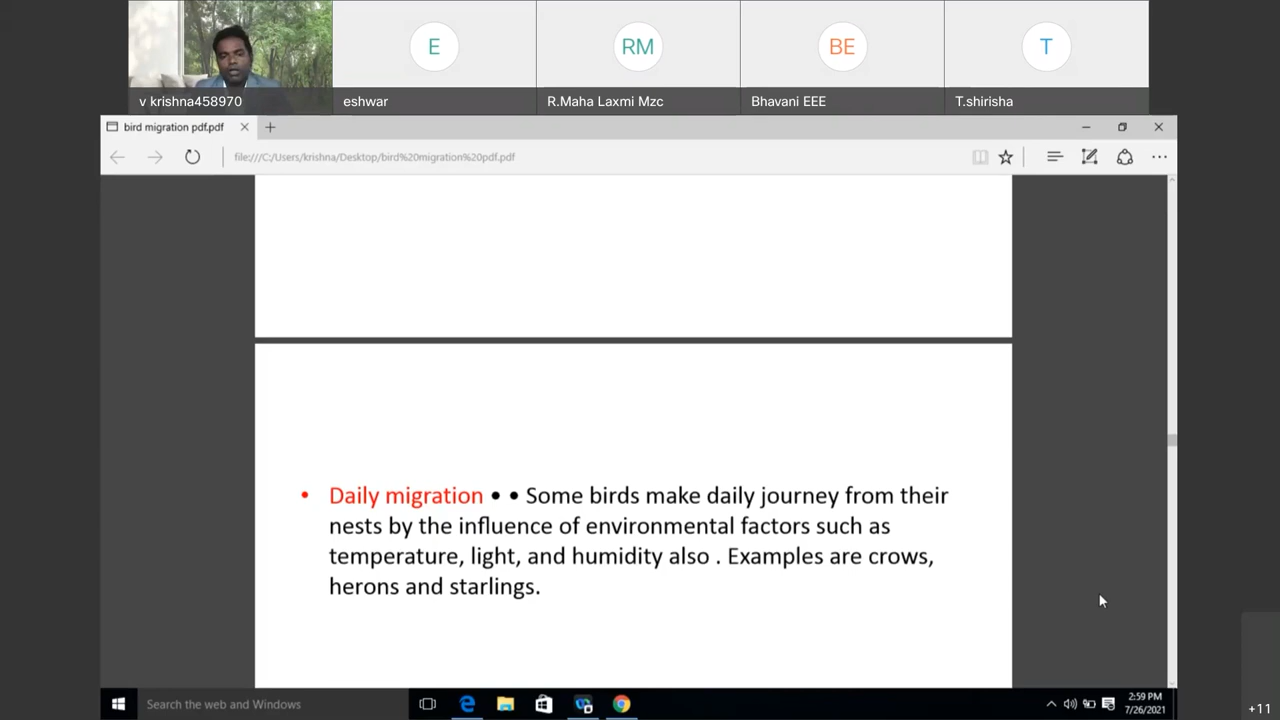 E
RM
BE
T
v krishna458970
eshwar
R.Maha Laxmi Mzc
Bhavani EEE
T.shirisha
bird migration pdf.pdf
file:///C:/Users/krishna/Desktop/bird%20migration%20pdf.pdf
• Daily migration • • Some birds make daily journey from their
nests by the influence of environmental factors such as
temperature, light, and humidity also . Examples are crows,
herons and starlings.
Search the web and Windows
2:59 PM
7/26/2021
+11